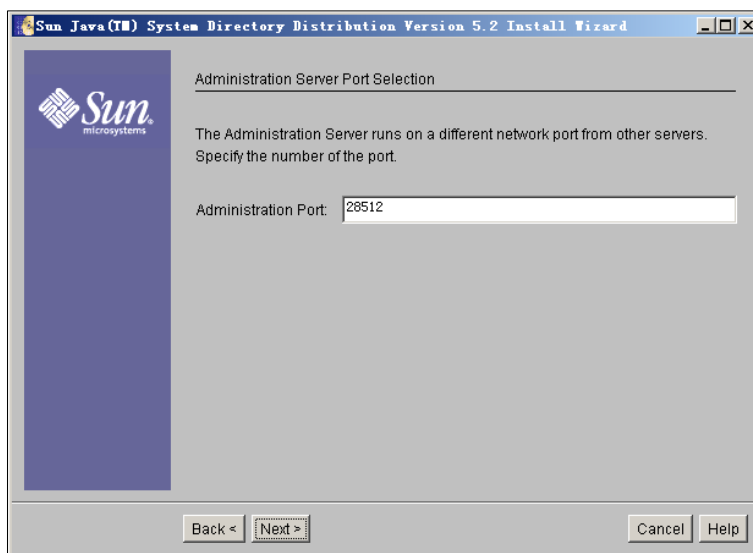 Sun Java(TM) System Directory Distribution Version 5.2 Install Wizard
Sun
microsystems
Administration Server Port Selection
The Administration Server runs on a different network port from other servers.
Specify the number of the port.
Administration Port: 28512
Back < Next > Cancel Help